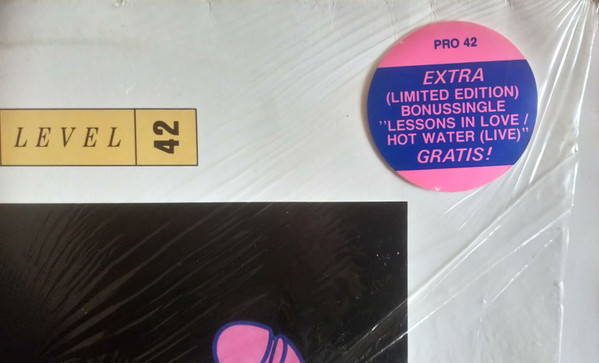 PRO 42
EXTRA
(LIMITED EDITION)
BONUSSINGLE
"LESSONS IN LOVE /
HOT WATER (LIVE)"
GRATIS!
LEVEL 42